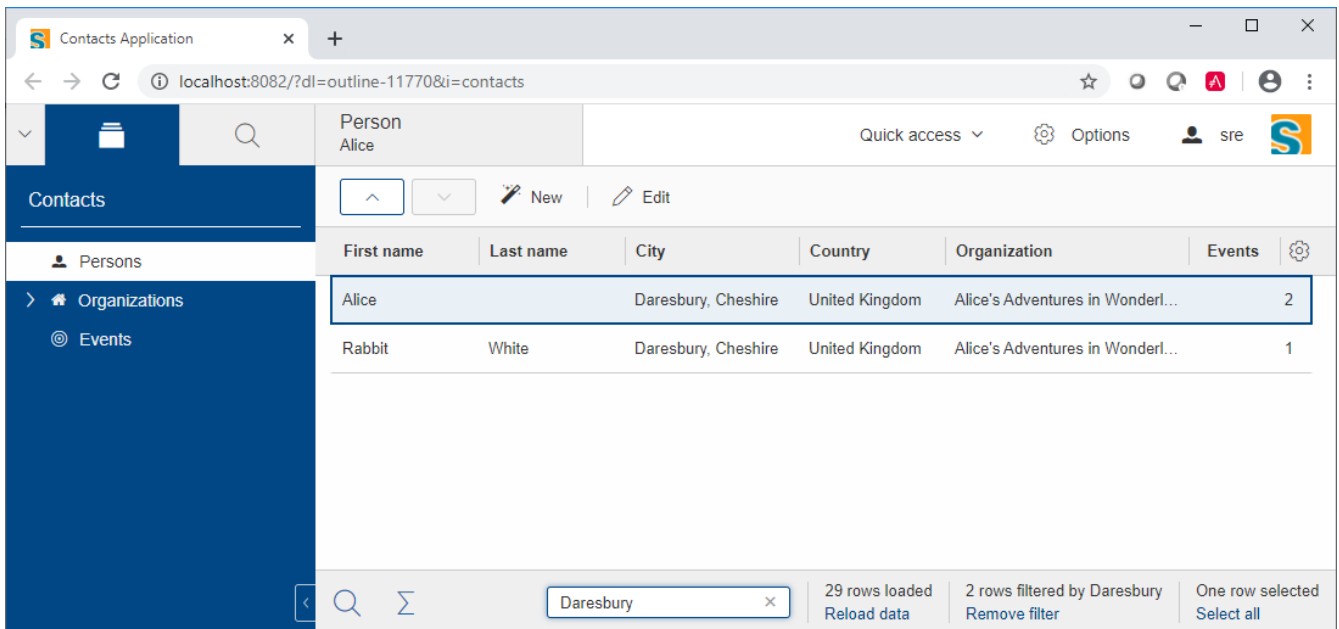 Contacts Application
localhost:8082/?dl=outline-11770&i=contacts
Person
Alice
Quick access
Options
sre
Contacts
New
Edit
Persons
Organizations
Events
First name Last name City Country Organization Events
Alice Daresbury, Cheshire United Kingdom Alice's Adventures in Wonderl... 2
Rabbit White Daresbury, Cheshire United Kingdom Alice's Adventures in Wonderl... 1
Daresbury
29 rows loaded
Reload data
2 rows filtered by Daresbury
Remove filter
One row selected
Select all